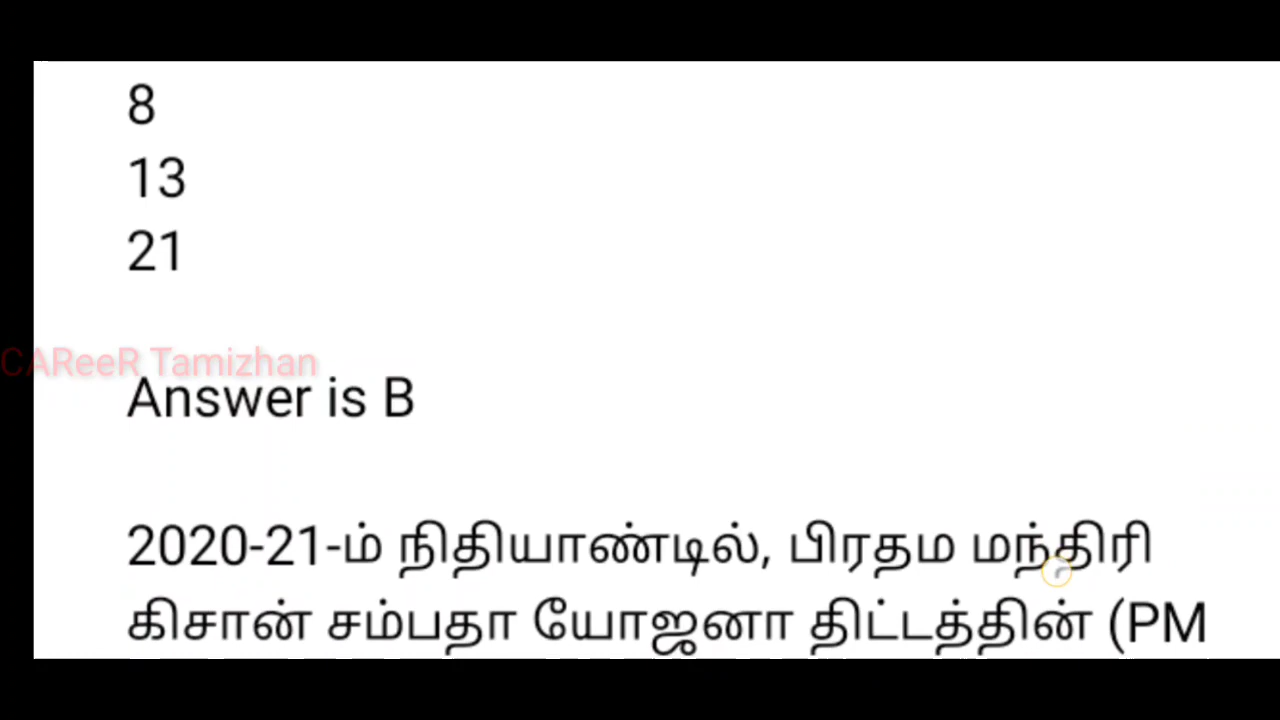 8
13
21
CAReeR Tamizhan
Answer is B
2020-21-ம் நிதியாண்டில், பிரதம மந்திரி
கிசான் சம்பதா யோஜனா திட்டத்தின் (PM